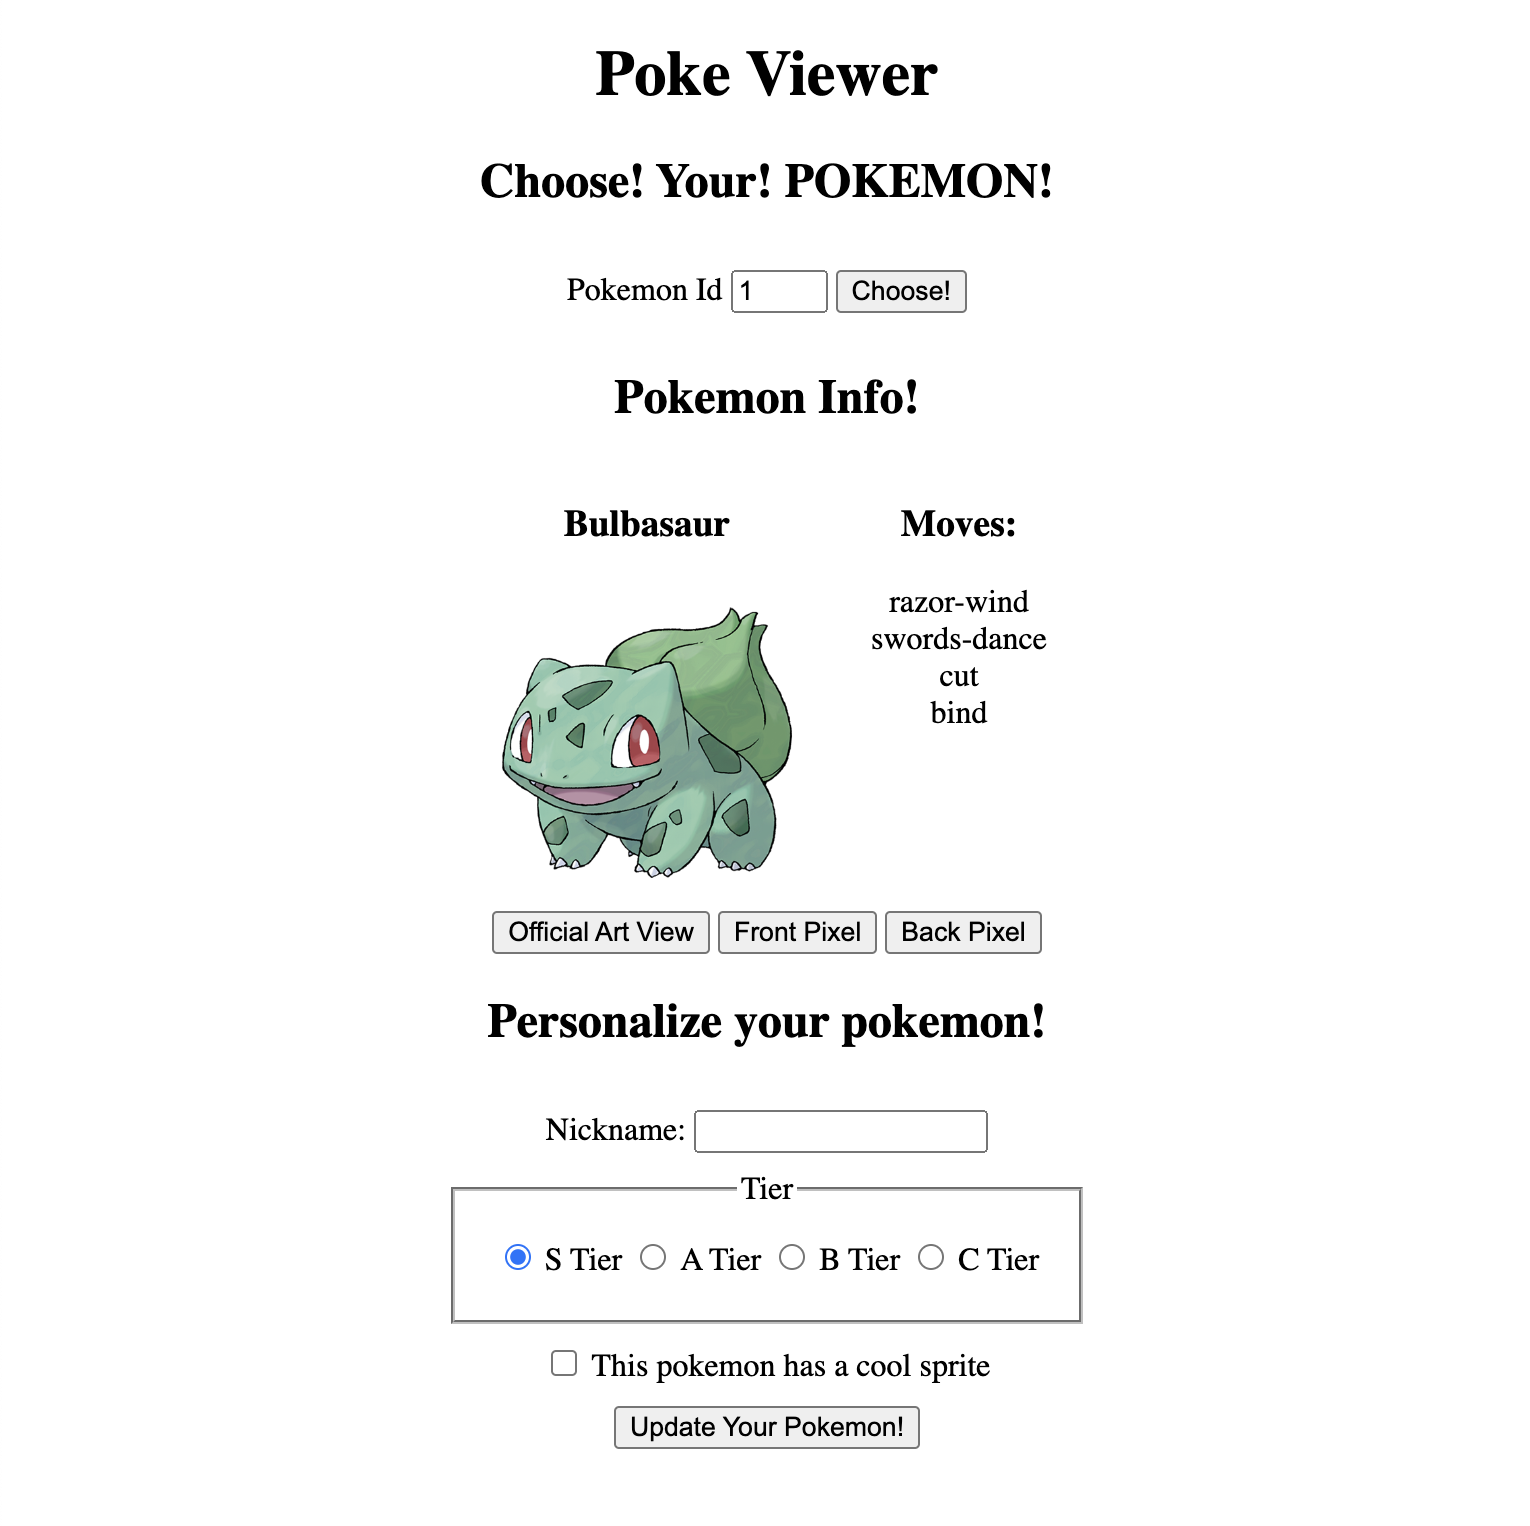 Poke Viewer
Choose! Your! POKEMON!
Pokemon Id 1 Choose!
Pokemon Info!
Bulbasaur
Moves:
razor-wind
swords-dance
cut
bind
Official Art View Front Pixel Back Pixel
Personalize your pokemon!
Nickname:
Tier
S Tier A Tier B Tier C Tier
This pokemon has a cool sprite
Update Your Pokemon!